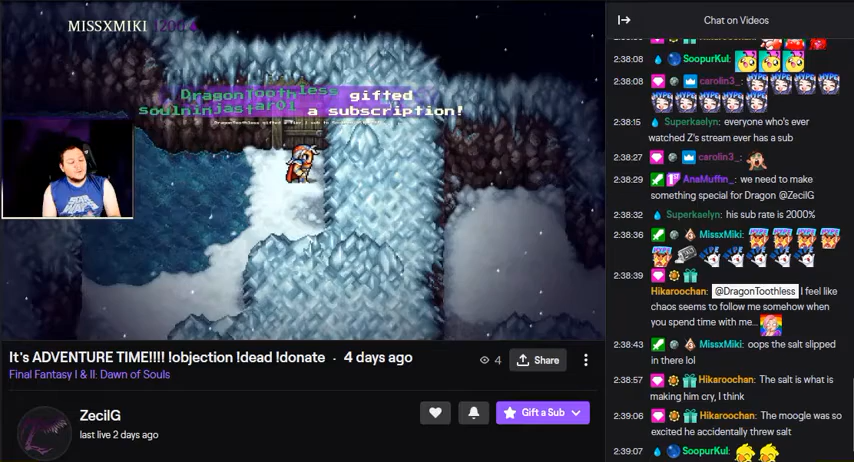 MISSXMIKI
DragonToothless gifted
soulninjastar01 a subscription!
It's ADVENTURE TIME!!!! !objection !dead !donate · 4 days ago
Final Fantasy I & II: Dawn of Souls
4
Share
ZecilG
last live 2 days ago
Gift a Sub
Chat on Videos
2:38:08 SoopurKul:
2:38:08 carolin3_:
2:38:15 Superkaelyn: everyone who's ever
watched Z's stream ever has a sub
2:38:27 carolin3_:
2:38:29 AnaMuffin_: we need to make
something special for Dragon @ZecilG
2:38:32 Superkaelyn: his sub rate is 2000%
2:38:36 MissxMiki:
2:38:39
Hikaroochan: @DragonToothless I feel like
chaos seems to follow me somehow when
you spend time with me...
2:38:43 MissxMiki: oops the salt slipped
in there lol
2:38:57 Hikaroochan: The salt is what is
making him cry, I think
2:39:06 Hikaroochan: The moogle was so
excited he accidentally threw salt
2:39:07 SoopurKul: